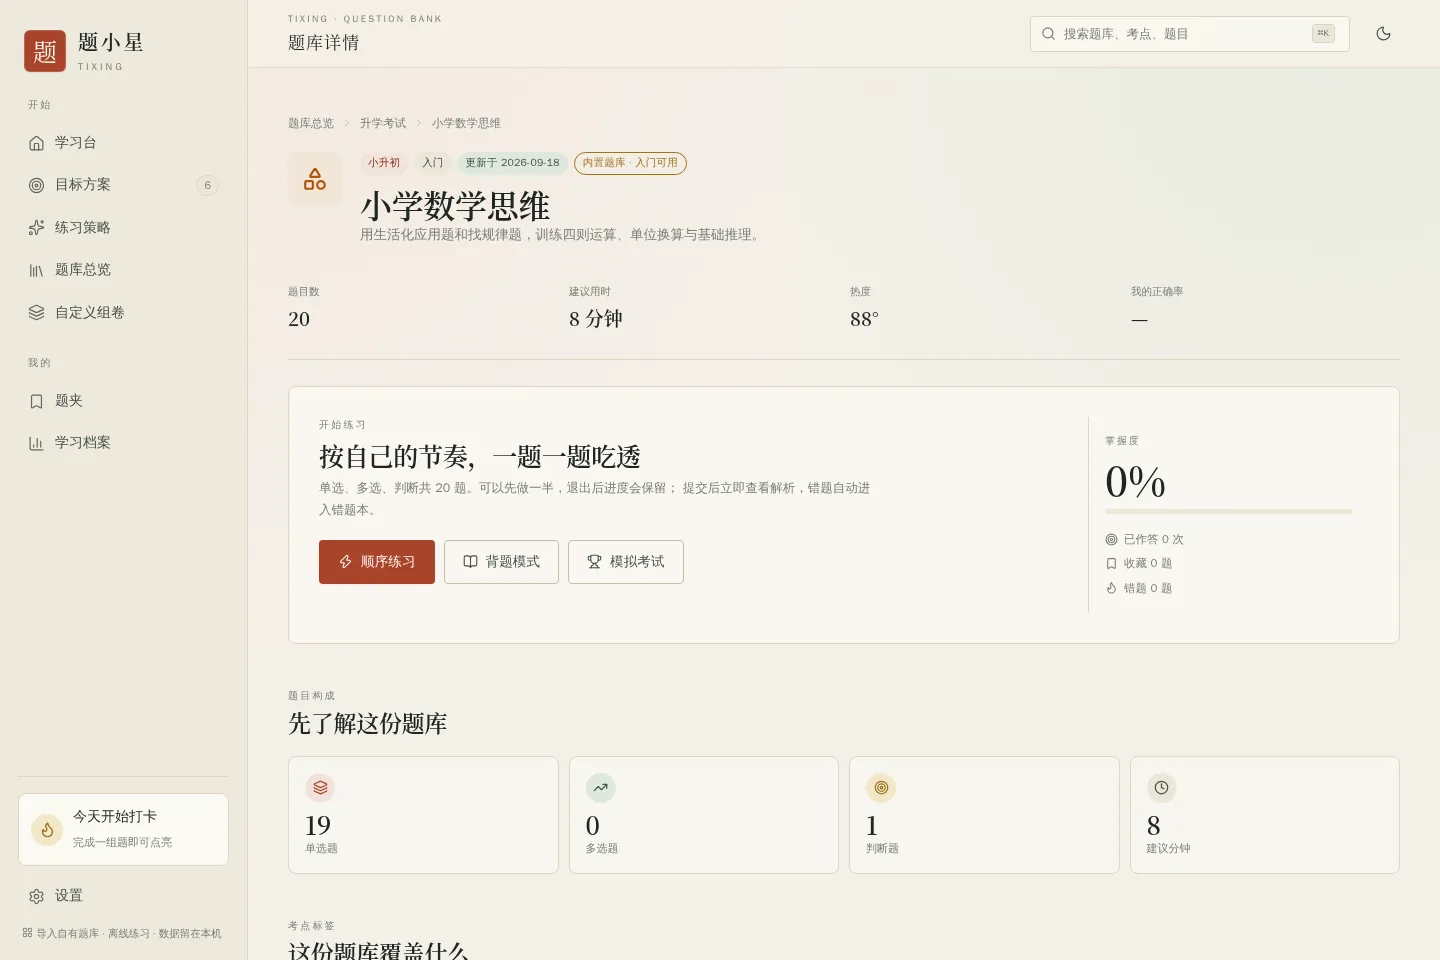 题
题小星
TIXING
开始
学习台
目标方案
6
练习策略
题库总览
自定义组卷
我的
题夹
学习档案
今天开始打卡
完成一组题即可点亮
设置
导入自有题库 · 离线练习 · 数据留在本机
TIXING · QUESTION BANK
题库详情
搜索题库、考点、题目
⌘K
题库总览
升学考试
小学数学思维
小升初
入门
更新于 2026-09-18
内置题库 · 入门可用
小学数学思维
用生活化应用题和找规律题，训练四则运算、单位换算与基础推理。
题目数
20
建议用时
8 分钟
热度
88°
我的正确率
—
开始练习
按自己的节奏，一题一题吃透
单选、多选、判断共 20 题。可以先做一半，退出后进度会保留； 提交后立即查看解析，错题自动进
入错题本。
顺序练习
背题模式
模拟考试
掌握度
0%
已作答 0 次
收藏 0 题
错题 0 题
题目构成
先了解这份题库
19
单选题
0
多选题
1
判断题
8
建议分钟
考点标签
这份题库覆盖什么